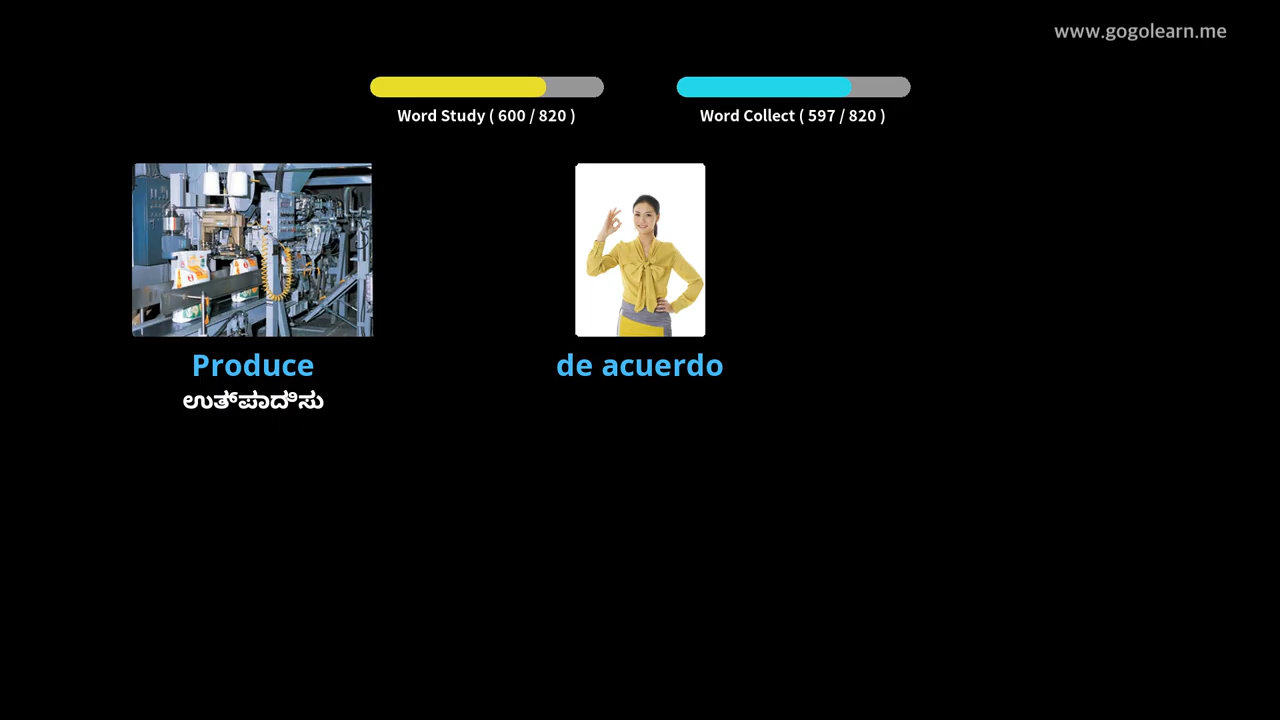 www.gogolearn.me
Word Study ( 600 / 820 )
Word Collect ( 597 / 820 )
Produce
de acuerdo
ಉತ್ಪಾದಿಸು